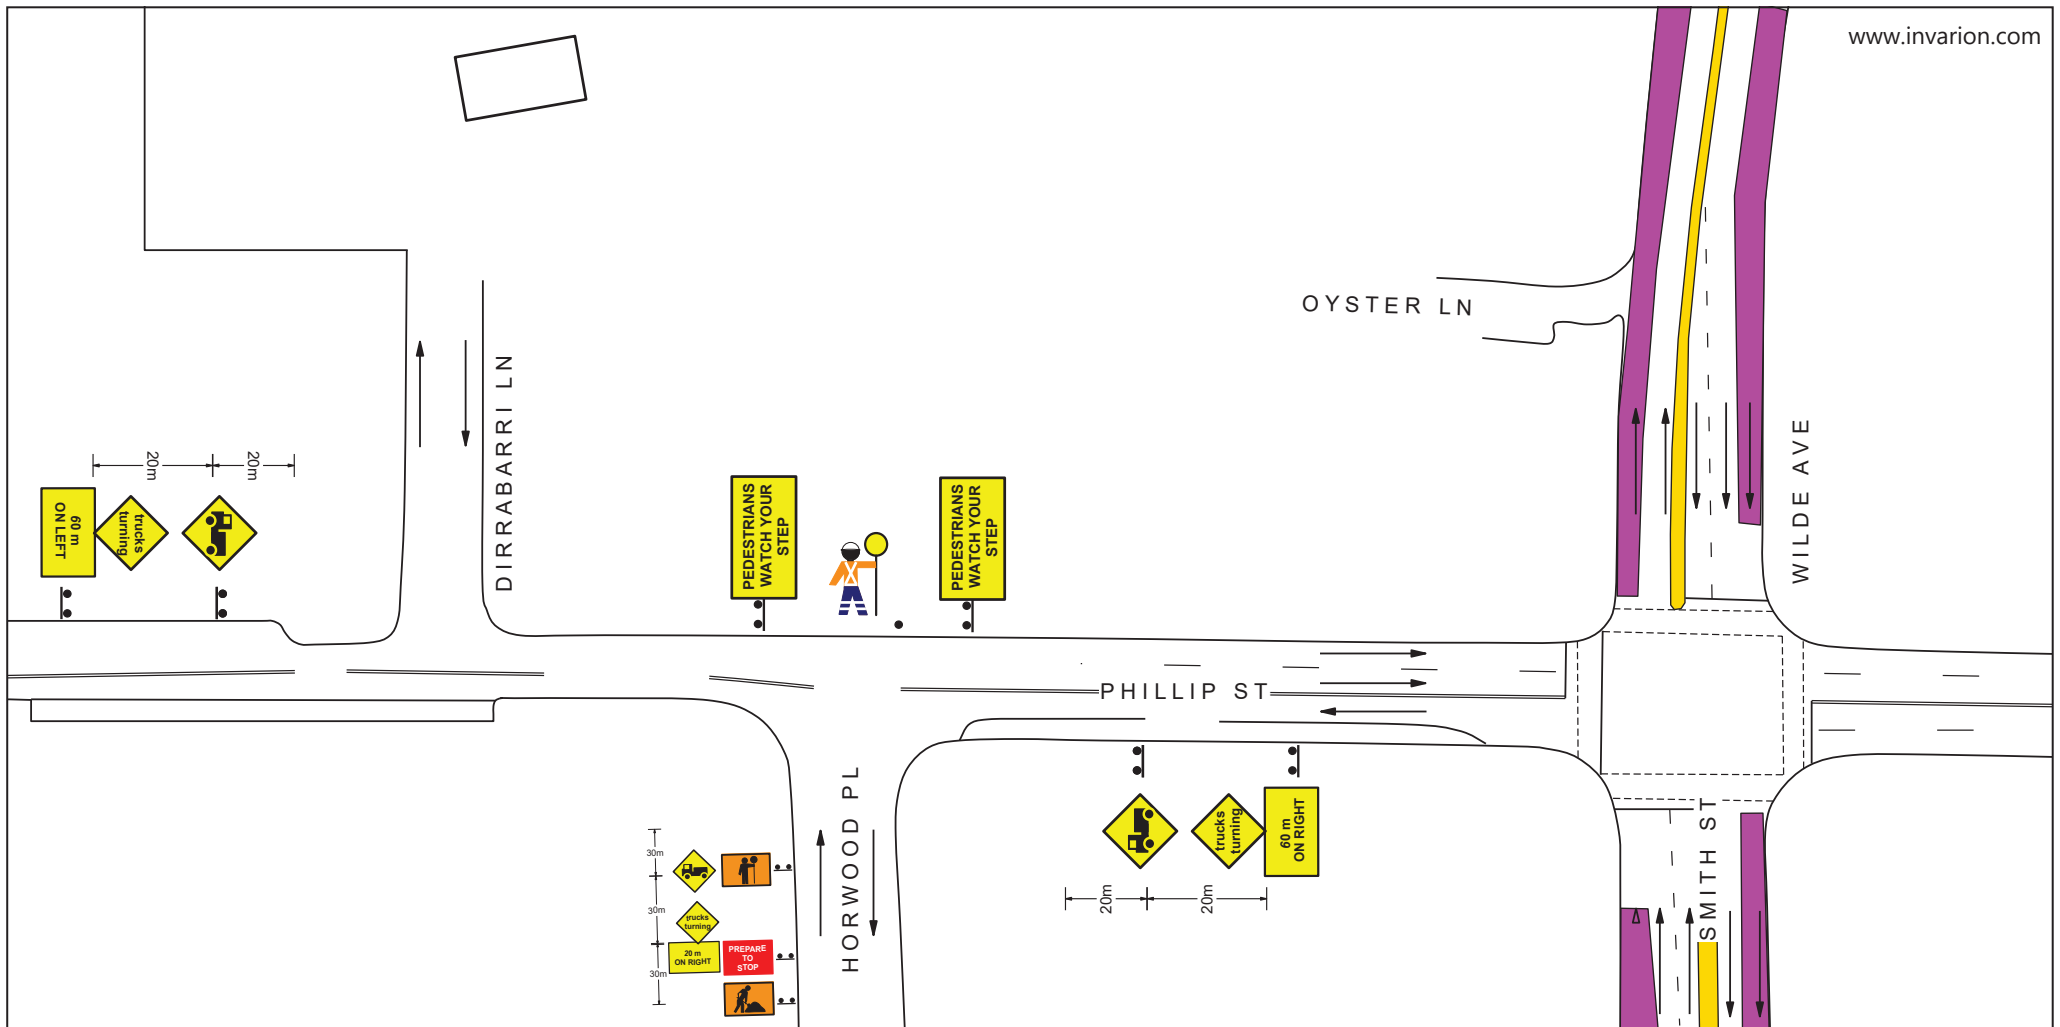 www.invarion.com
OYSTER LN
DIRRABARRI LN
WILDE AVE
20m
20m
60 m
ON LEFT
trucks
turning
PEDESTRIANS
WATCH YOUR
STEP
PEDESTRIANS
WATCH YOUR
STEP
PHILLIP ST
HORWOOD PL
SMITH ST
trucks
turning
60 m
ON RIGHT
20m
20m
30m
30m
30m
trucks
turning
20 m
ON RIGHT
PREPARE
TO
STOP